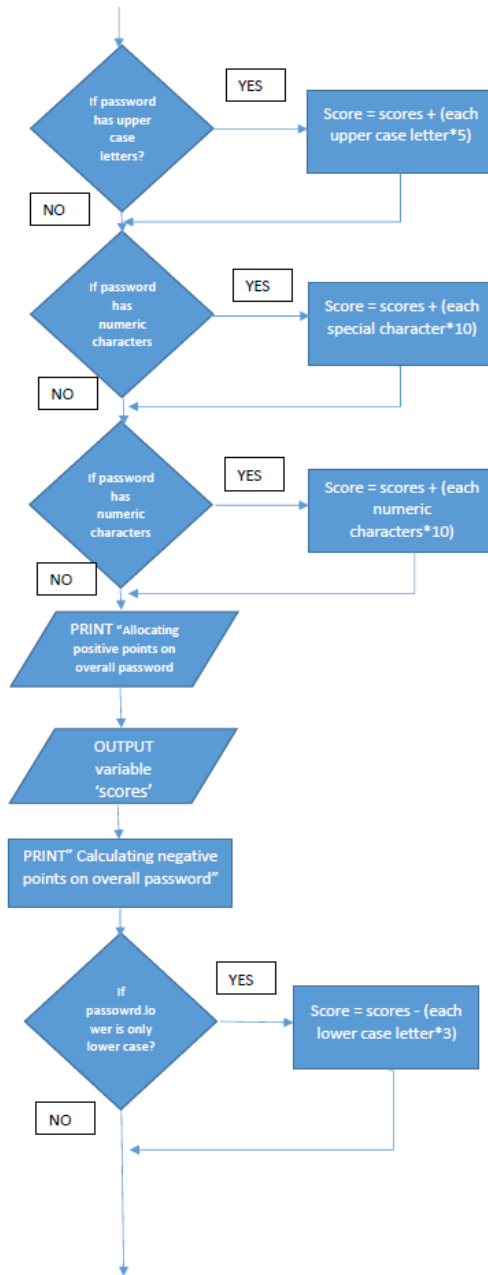 If password
has upper
case
letters?
YES
Score = scores + (each
upper case letter*5)
NO
If password
has
numeric
characters
YES
Score = scores + (each
special character*10)
NO
If password
has
numeric
characters
YES
Score = scores + (each
numeric
characters*10)
NO
PRINT "Allocating
positive points on
overall password
OUTPUT
variable
‘scores’
PRINT” Calculating negative
points on overall password”
If
passowrd.lo
wer is only
lower case?
YES
Score = scores - (each
lower case letter*3)
NO